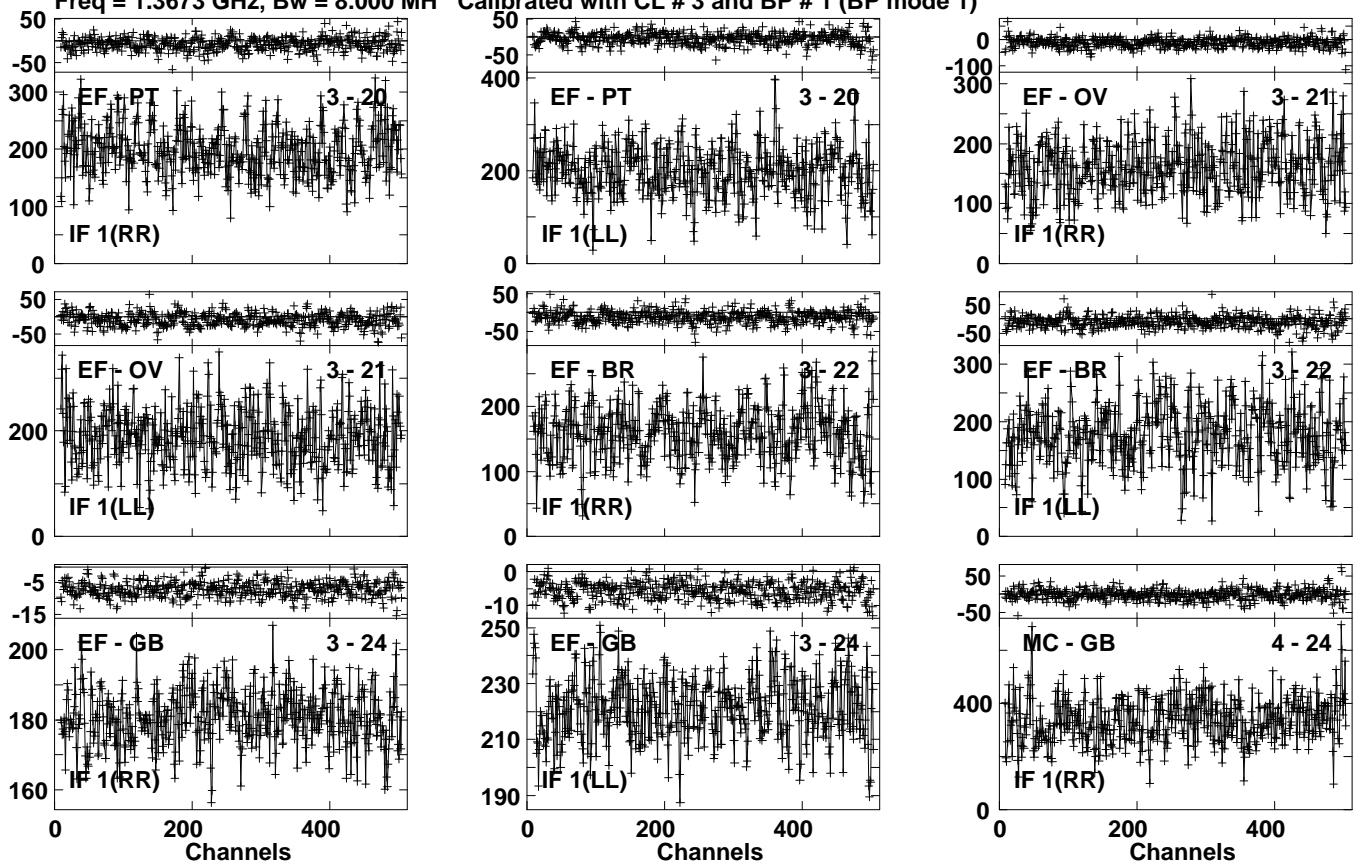 Freq = 1.3673 GHz, Bw = 8.000 MH Calibrated with CL # 3 and BP # 1 (BP mode 1)
50
-50
300
200
100
0
EF - PT 3 - 20
IF 1(RR)
50
-50
400
200
0
EF - PT 3 - 20
IF 1(LL)
0
-100
300
200
100
0
EF - OV 3 - 21
IF 1(RR)
50
-50
200
0
EF - OV 3 - 21
IF 1(LL)
50
-50
200
100
0
EF - BR 3 - 22
IF 1(RR)
50
-50
300
200
100
0
EF - BR 3 - 22
IF 1(LL)
-5
-15
200
180
160
EF - GB 3 - 24
IF 1(RR)
0 200 400
Channels
0
-10
250
230
210
190
EF - GB 3 - 24
IF 1(LL)
0
50
-50
400
0
MC - GB 4 - 24
IF 1(RR)
200 400
Channels